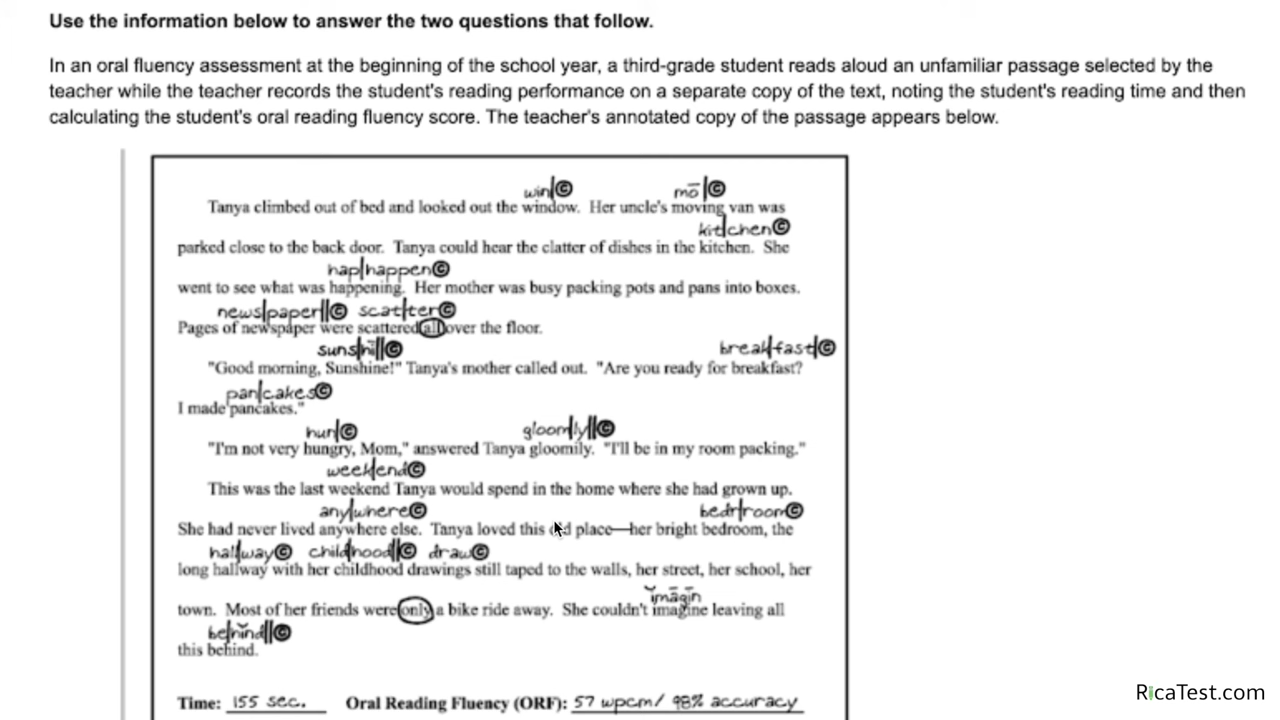 Use the information below to answer the two questions that follow.
In an oral fluency assessment at the beginning of the school year, a third-grade student reads aloud an unfamiliar passage selected by the
teacher while the teacher records the student's reading performance on a separate copy of the text, noting the student's reading time and then
calculating the student's oral reading fluency score. The teacher's annotated copy of the passage appears below.
win|© mō|©
Tanya climbed out of bed and looked out the window. Her uncle's moving van was
kit|chen©
parked close to the back door. Tanya could hear the clatter of dishes in the kitchen. She
hap|happen©
went to see what was happening. Her mother was busy packing pots and pans into boxes.
news|paper||© scat|ter©
Pages of newspaper were scattered all over the floor.
breakfast|©
"Good morning, Sunshine!" Tanya's mother called out. "Are you ready for breakfast?
pan|cakes©
I made pancakes."
hun|© gloom|ly||©
"I'm not very hungry, Mom," answered Tanya gloomily. "I'll be in my room packing."
week|end©
This was the last weekend Tanya would spend in the home where she had grown up.
any|where© bedr|room©
She had never lived anywhere else. Tanya loved this old place—her bright bedroom, the
hall|way© child|hood||© draw©
long hallway with her childhood drawings still taped to the walls, her street, her school, her
ĭmāgīn
town. Most of her friends were only a bike ride away. She couldn't imagine leaving all
be|hĭnd||©
this behind.
Time: 155 sec. Oral Reading Fluency (ORF): 57 wpcm/ 98% accuracy
RicaTest.com